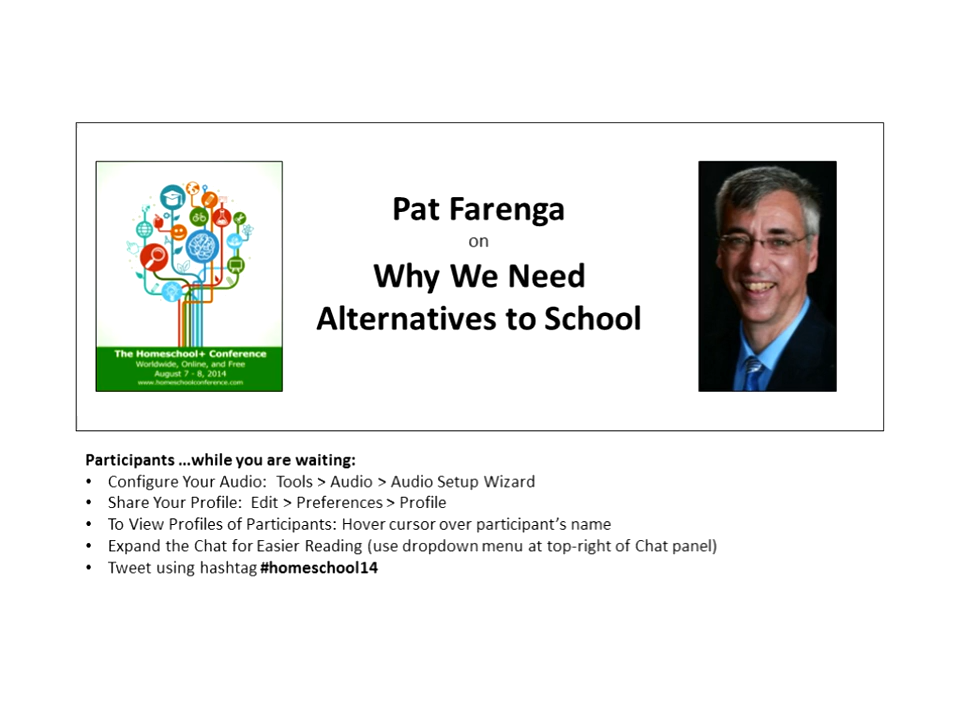 Pat Farenga
on
Why We Need
Alternatives to School
The Homeschool+ Conference
Worldwide, Online, and Free
August 7 - 8, 2014
www.homeschoolconference.com
Participants ...while you are waiting:
• Configure Your Audio: Tools > Audio > Audio Setup Wizard
• Share Your Profile: Edit > Preferences > Profile
• To View Profiles of Participants: Hover cursor over participant’s name
• Expand the Chat for Easier Reading (use dropdown menu at top-right of Chat panel)
• Tweet using hashtag #homeschool14